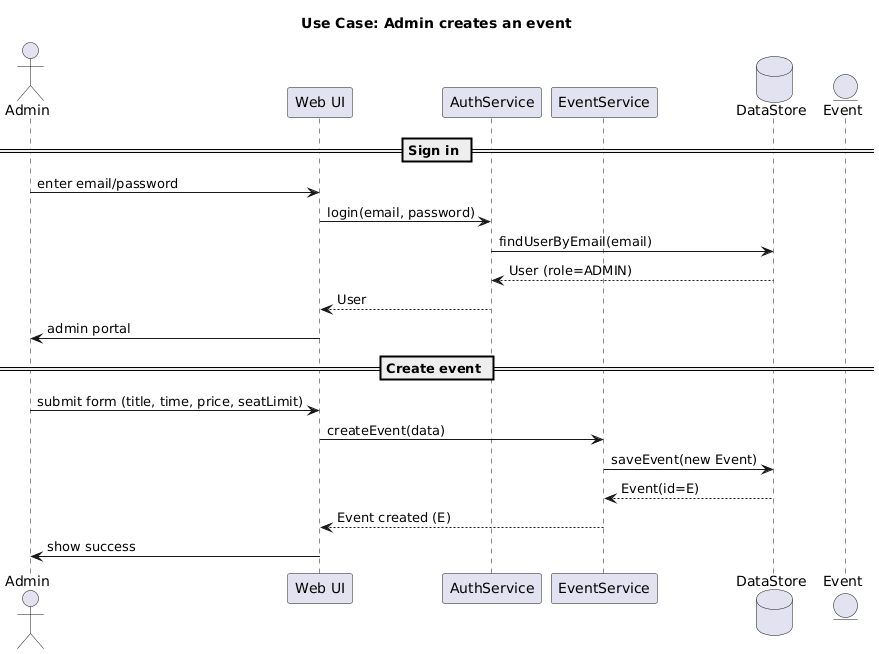 Use Case: Admin creates an event
Admin
Web UI
AuthService
EventService
DataStore
Event
Sign in
enter email/password
login(email, password)
findUserByEmail(email)
User (role=ADMIN)
User
admin portal
Create event
submit form (title, time, price, seatLimit)
createEvent(data)
saveEvent(new Event)
Event(id=E)
Event created (E)
show success
Admin
Web UI
AuthService
EventService
DataStore
Event